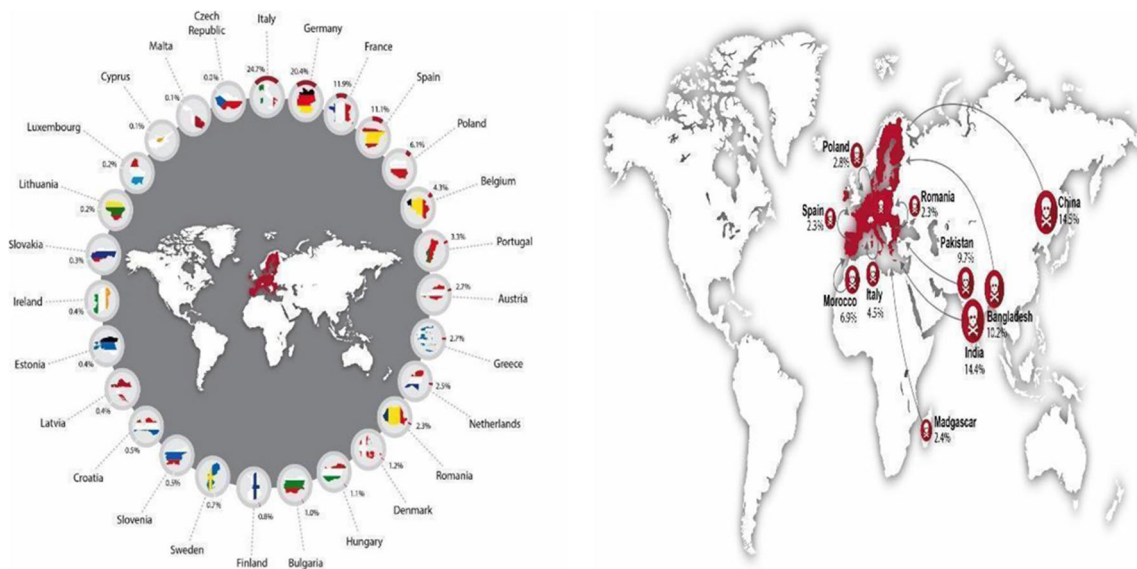 Czech
Republic
0.0%
Italy
24.7%
Germany
20.4%
France
11.9%
Spain
11.1%
Poland
6.1%
Belgium
4.3%
Portugal
3.3%
Austria
2.7%
Greece
2.7%
Netherlands
2.5%
Romania
2.3%
Denmark
1.2%
Hungary
1.1%
Bulgaria
1.0%
Finland
0.8%
Sweden
0.7%
Slovenia
0.5%
Croatia
0.5%
Latvia
0.4%
Estonia
0.4%
Ireland
0.4%
Slovakia
0.3%
Lithuania
0.2%
Luxembourg
0.2%
Cyprus
0.1%
Malta
0.1%
Poland
2.8%
Spain
2.3%
Romania
2.3%
China
14.5%
Pakistan
9.7%
Morocco
6.9%
Italy
4.5%
Bangladesh
10.2%
India
14.4%
Madagascar
2.4%